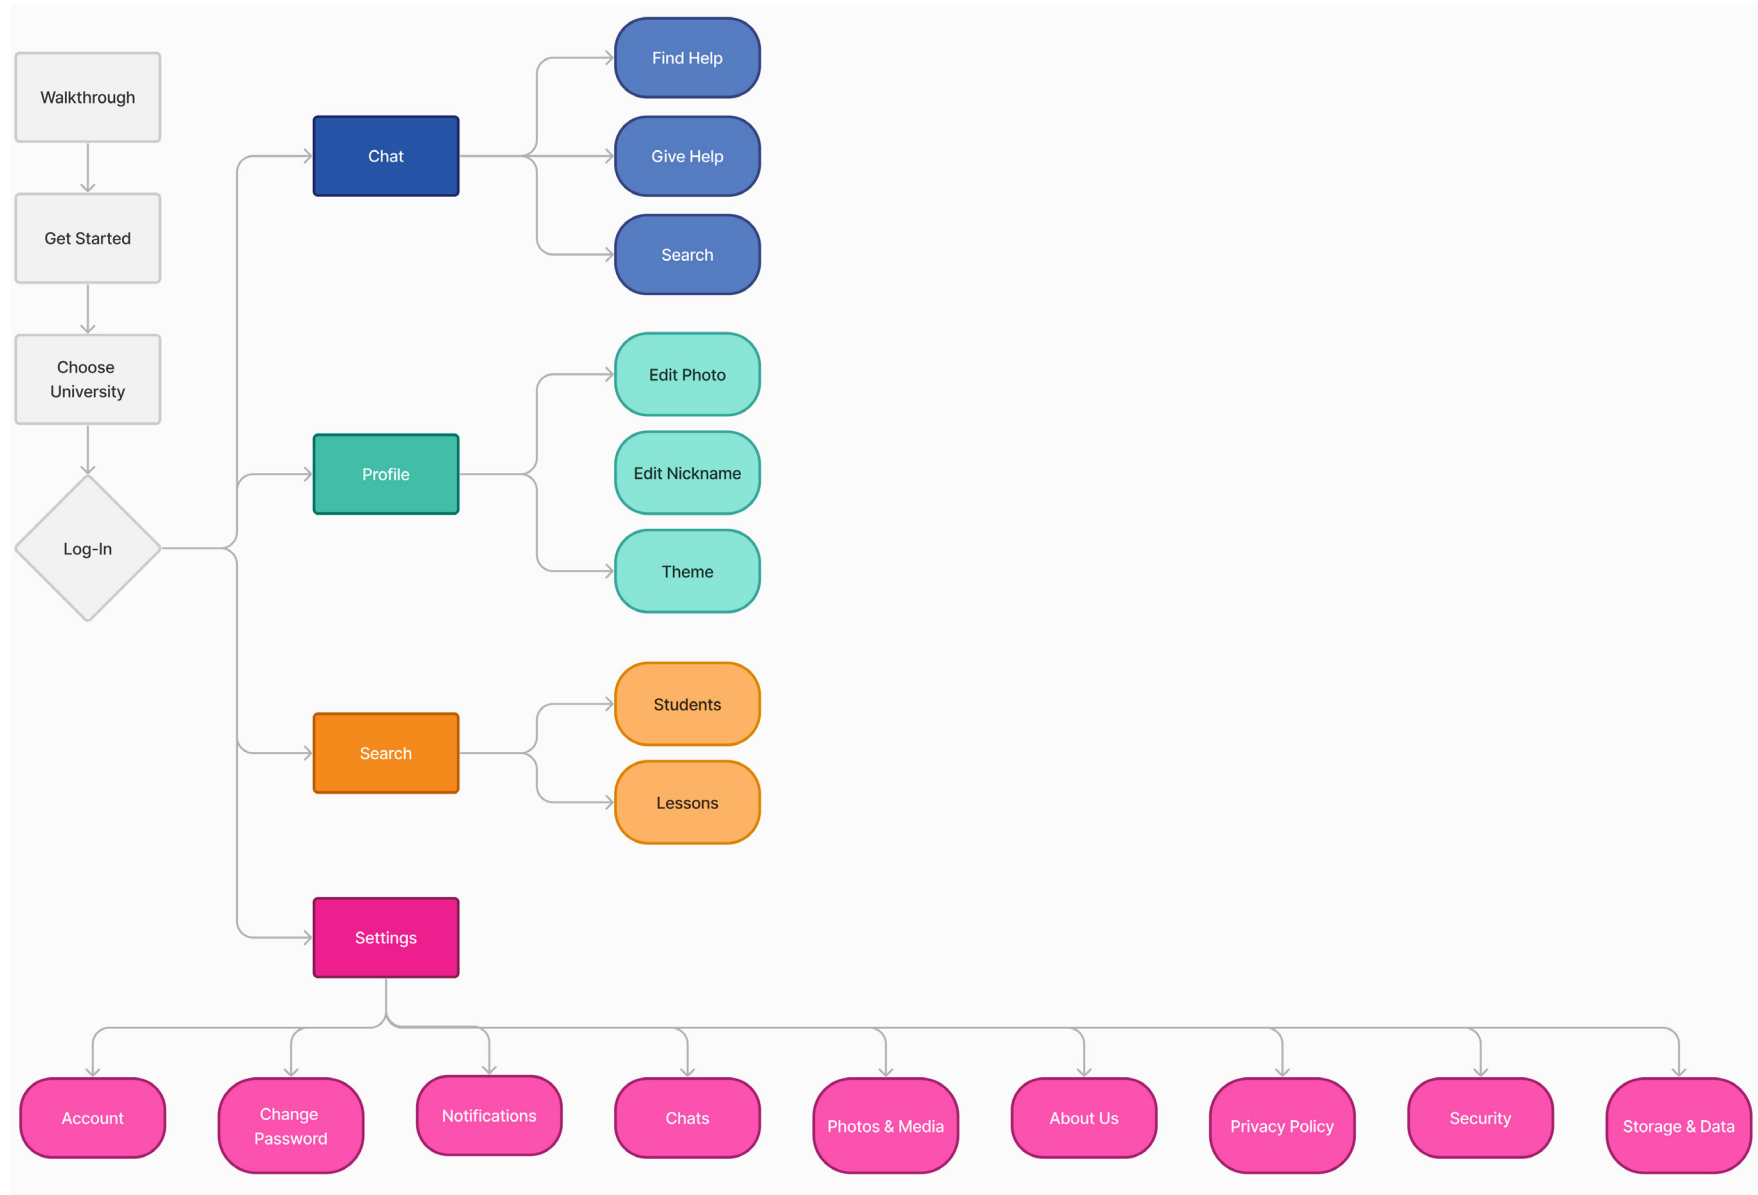 Walkthrough
Get Started
Choose
University
Log-In
Chat
Find Help
Give Help
Search
Profile
Edit Photo
Edit Nickname
Theme
Search
Students
Lessons
Settings
Account
Change
Password
Notifications
Chats
Photos & Media
About Us
Privacy Policy
Security
Storage & Data